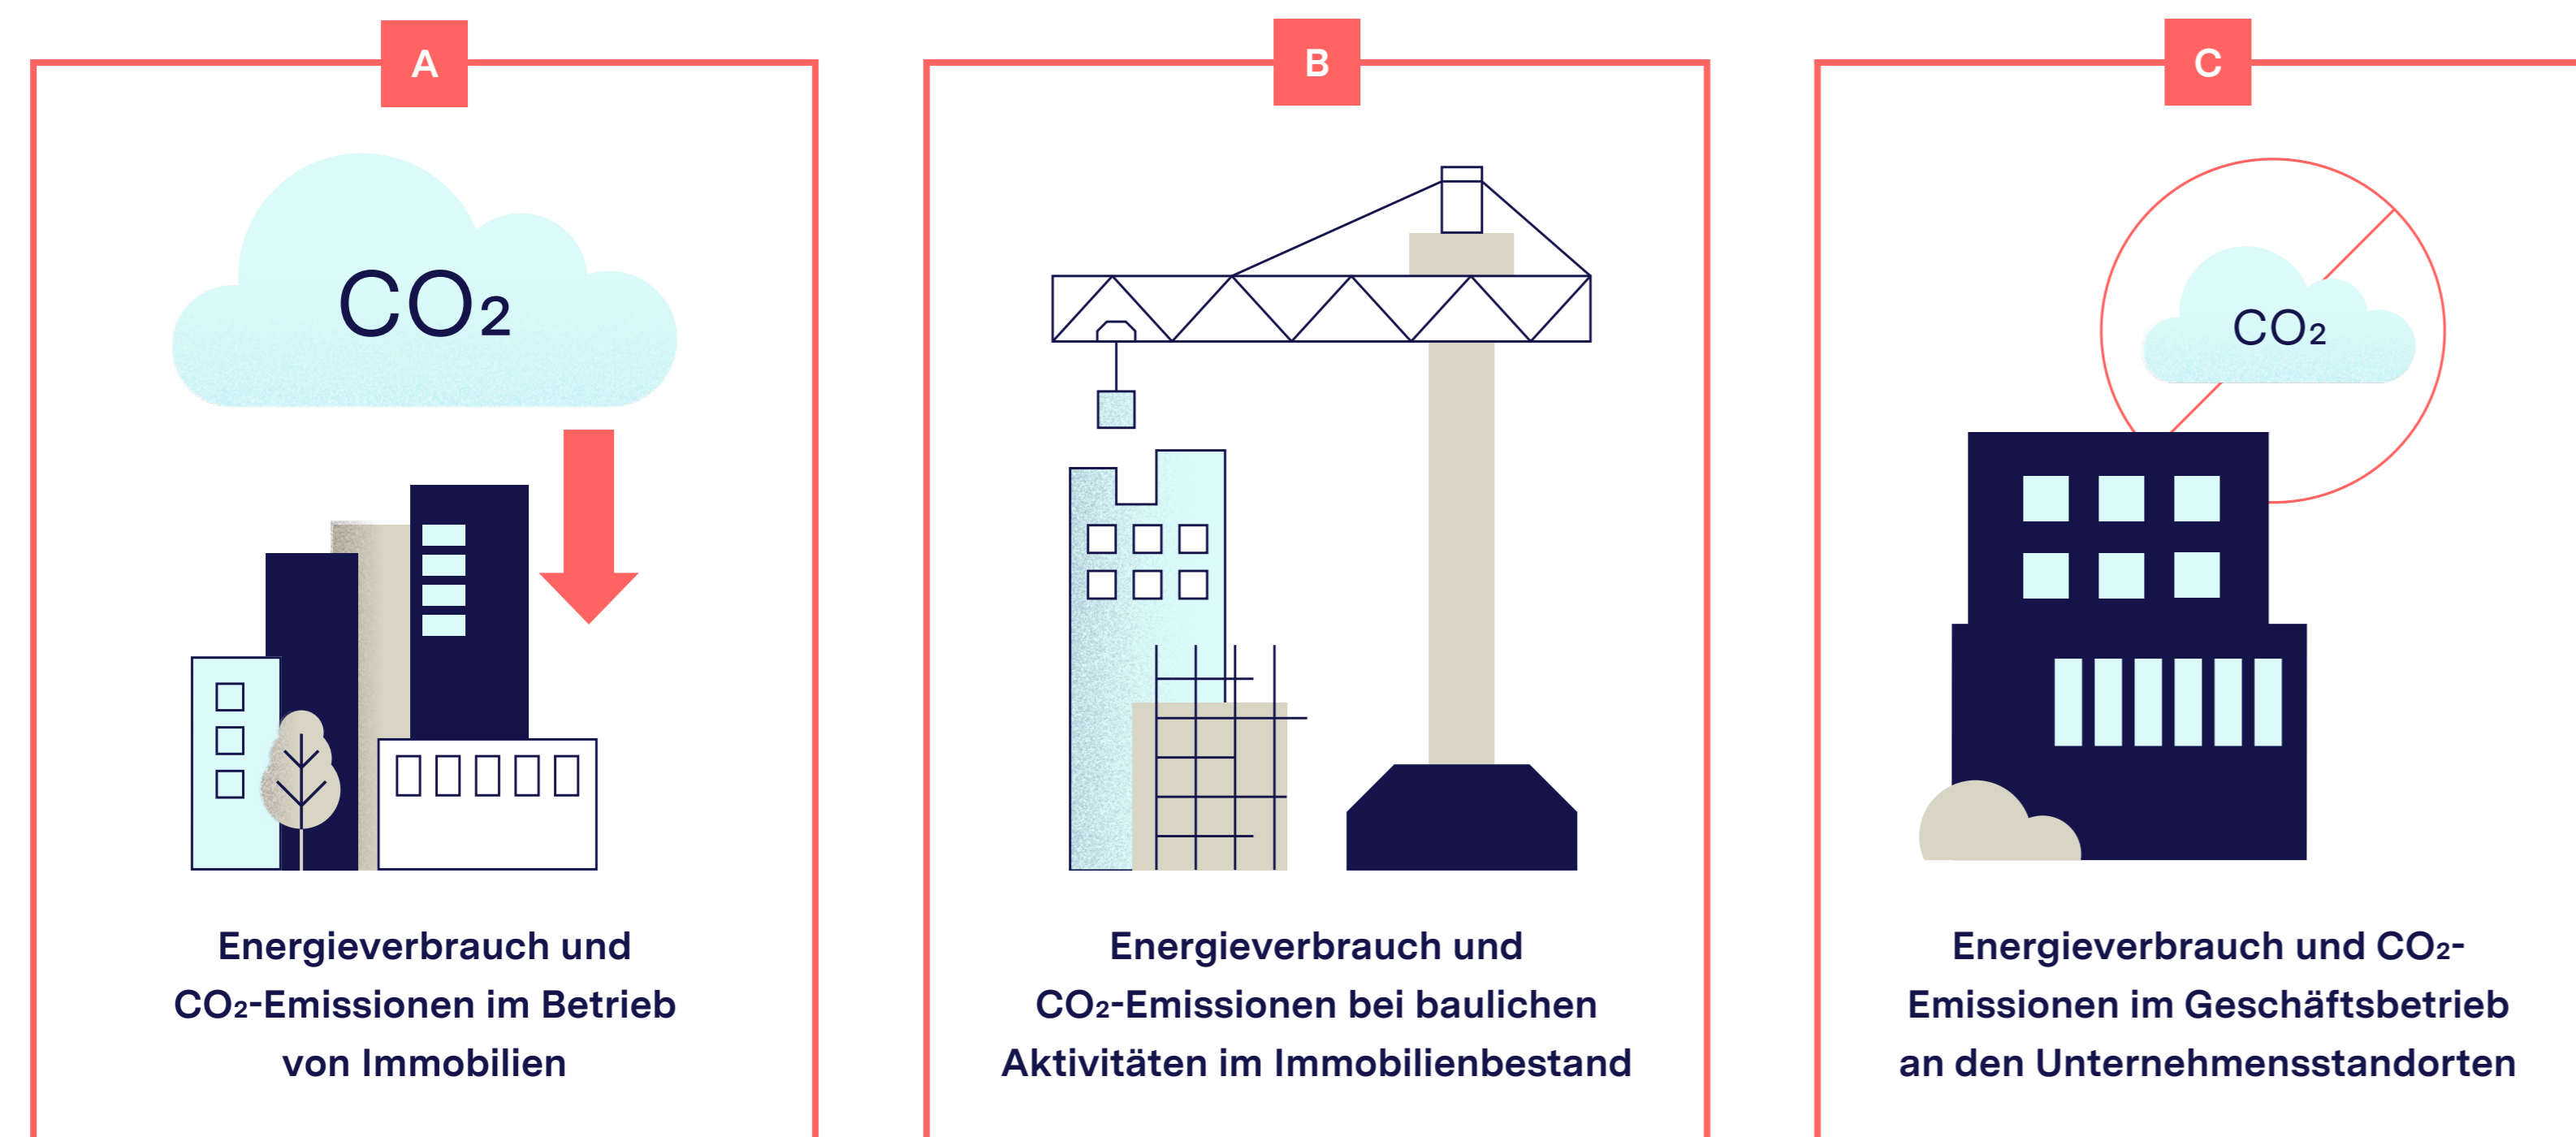 A
CO₂
Energieverbrauch und
CO₂-Emissionen im Betrieb
von Immobilien
B
Energieverbrauch und
CO₂-Emissionen bei baulichen
Aktivitäten im Immobilienbestand
C
CO₂
Energieverbrauch und CO₂-
Emissionen im Geschäftsbetrieb
an den Unternehmensstandorten